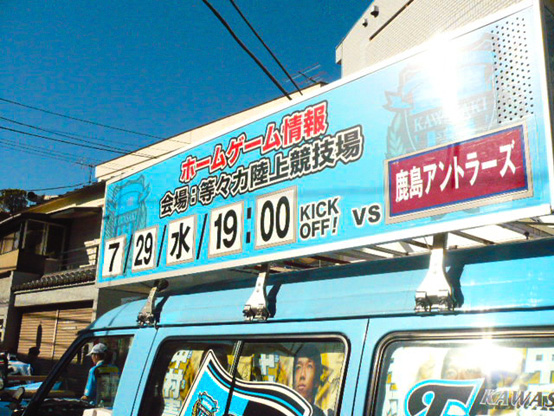 ホームゲーム情報
会場:等々力陸上競技場
7/29/水/19:00 KICK OFF! VS 鹿島アントラーズ
KAWASAKI
KAWAS